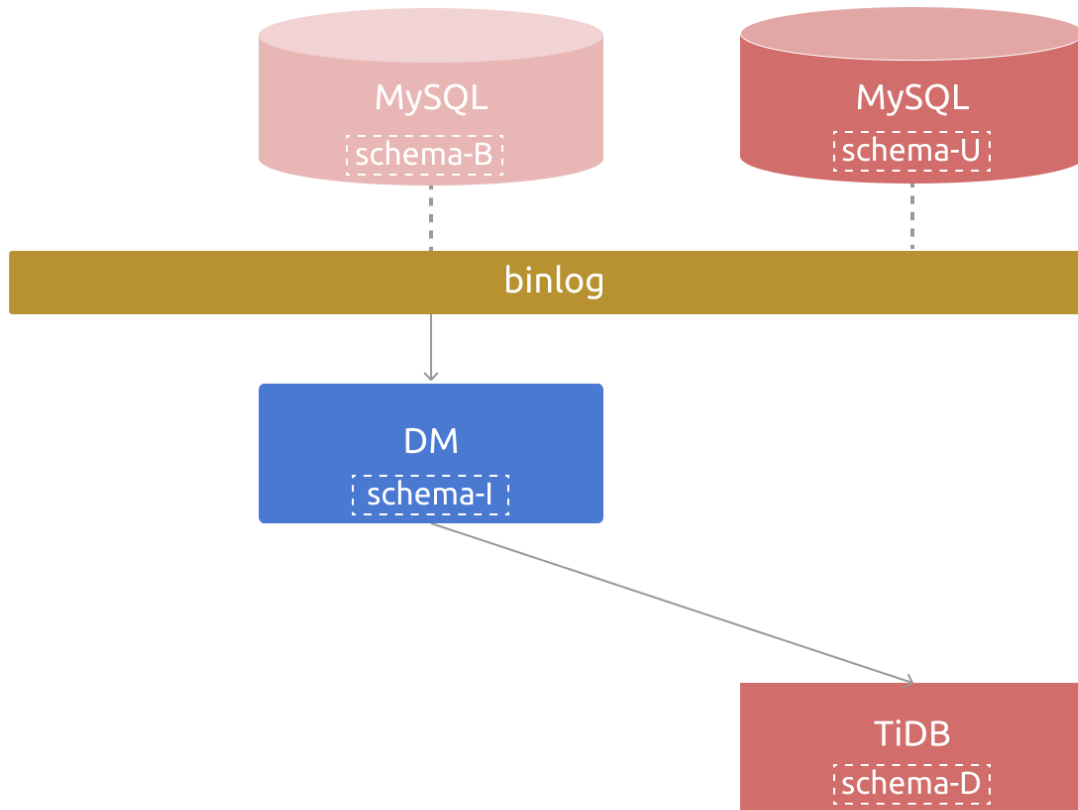 MySQL
schema-B
MySQL
schema-U
binlog
DM
schema-I
TiDB
schema-D